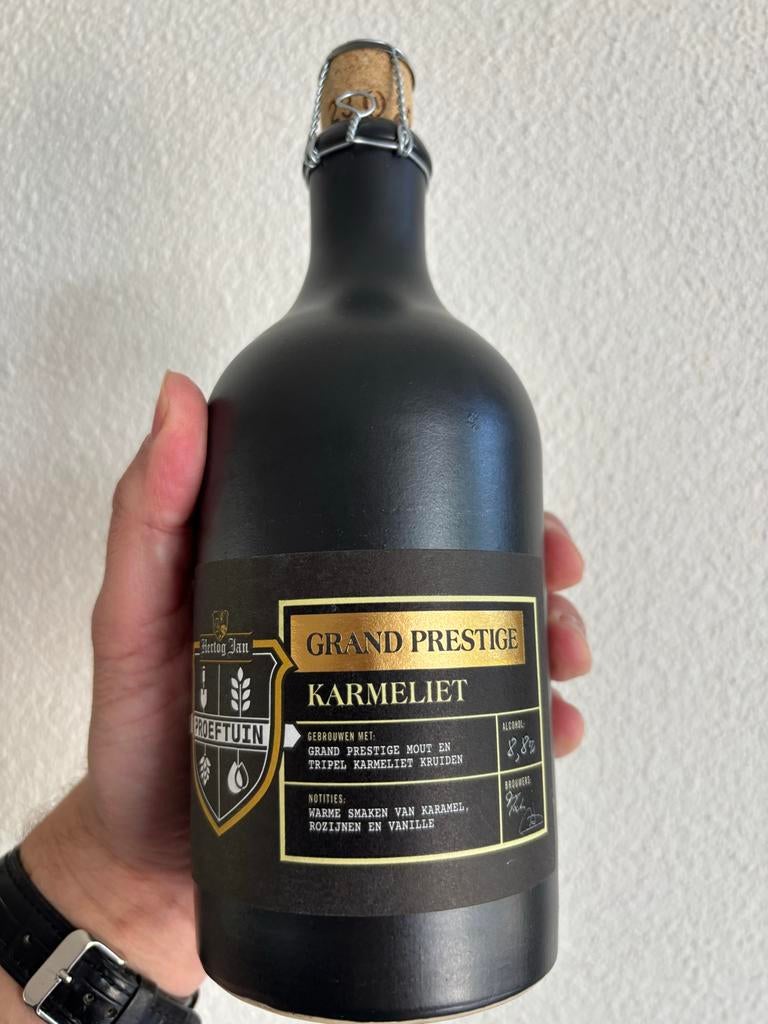 Hertog Jan
PROEFTUIN
GRAND PRESTIGE
KARMELIET
GEBROUWEN MET:
GRAND PRESTIGE MOUT EN
TRIPEL KARMELIET KRUIDEN
ALCOHOL:
8,8%
NOTITIES:
WARME SMAKEN VAN KARAMEL,
ROZIJNEN EN VANILLE
BROUWERS: